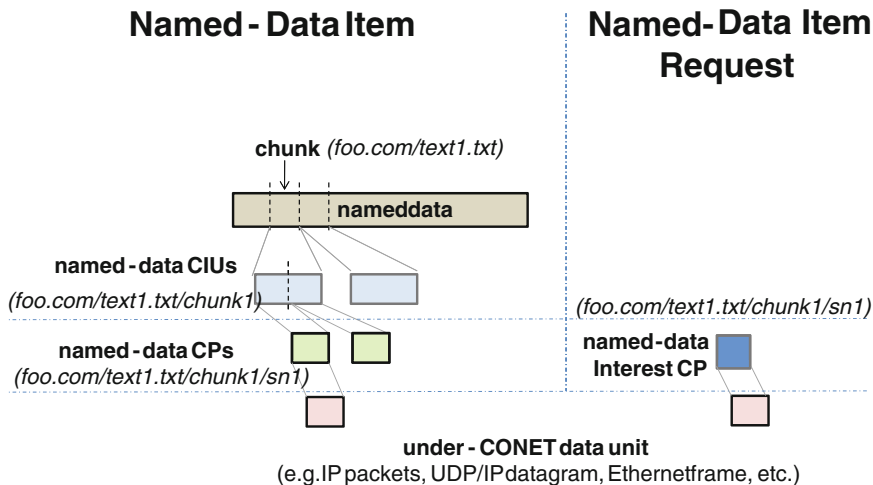 Named-Data Item
Named-Data Item
Request
chunk (foo.com/text1.txt)
nameddata
named-data CIUs
(foo.com/text1.txt/chunk1)
(foo.com/text1.txt/chunk1/sn1)
named-data CPs
(foo.com/text1.txt/chunk1/sn1)
named-data
Interest CP
under-CONET data unit
(e.g.IP packets, UDP/IP datagram, Ethernetframe, etc.)